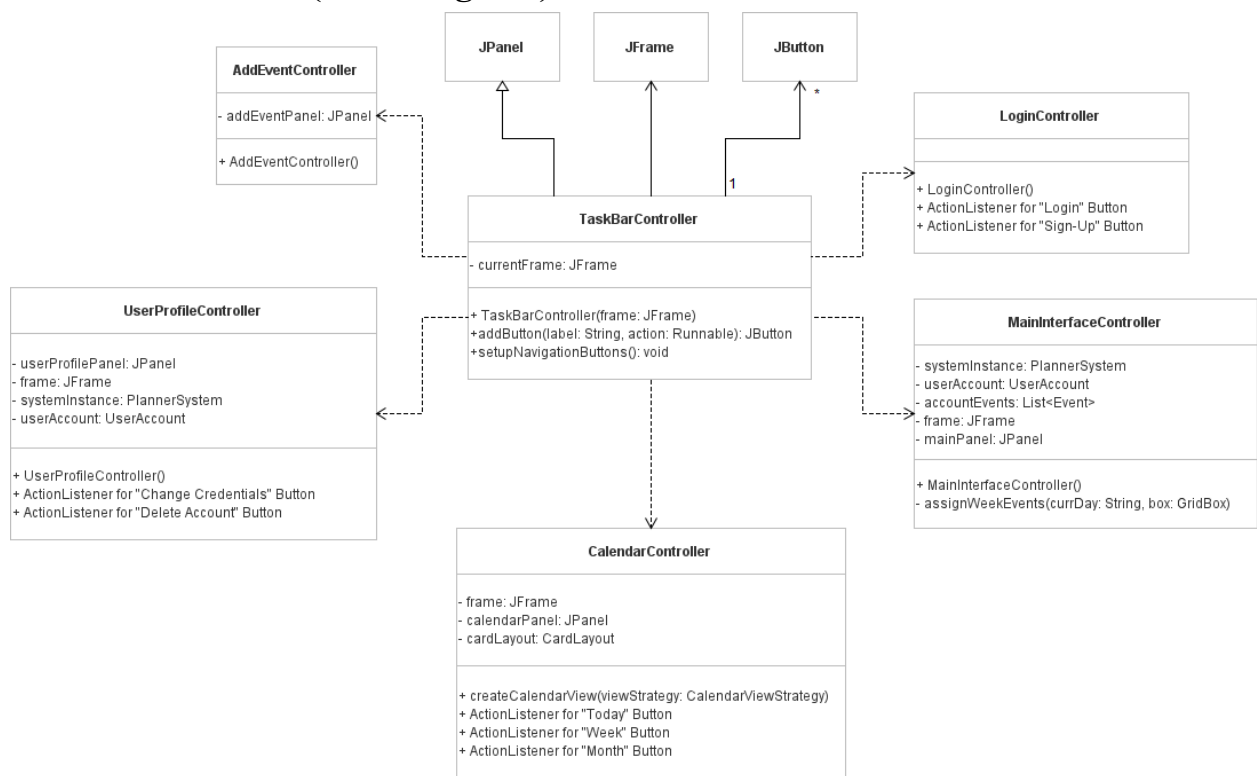 JPanel
JFrame
JButton
*
1
AddEventController
- addEventPanel: JPanel
+ AddEventController()
LoginController
+ LoginController()
+ ActionListener for "Login" Button
+ ActionListener for "Sign-Up" Button
TaskBarController
- currentFrame: JFrame
+ TaskBarController(frame: JFrame)
+addButton(label: String, action: Runnable): JButton
+setupNavigationButtons(): void
UserProfileController
- userProfilePanel: JPanel
- frame: JFrame
- systemInstance: PlannerSystem
- userAccount: UserAccount
+ UserProfileController()
+ ActionListener for "Change Credentials" Button
+ ActionListener for "Delete Account" Button
MainInterfaceController
- systemInstance: PlannerSystem
- userAccount: UserAccount
- accountEvents: List<Event>
- frame: JFrame
- mainPanel: JPanel
+ MainInterfaceController()
- assignWeekEvents(currDay: String, box: GridBox)
CalendarController
- frame: JFrame
- calendarPanel: JPanel
- cardLayout: CardLayout
+ createCalendarView(viewStrategy: CalendarViewStrategy)
+ ActionListener for "Today" Button
+ ActionListener for "Week" Button
+ ActionListener for "Month" Button